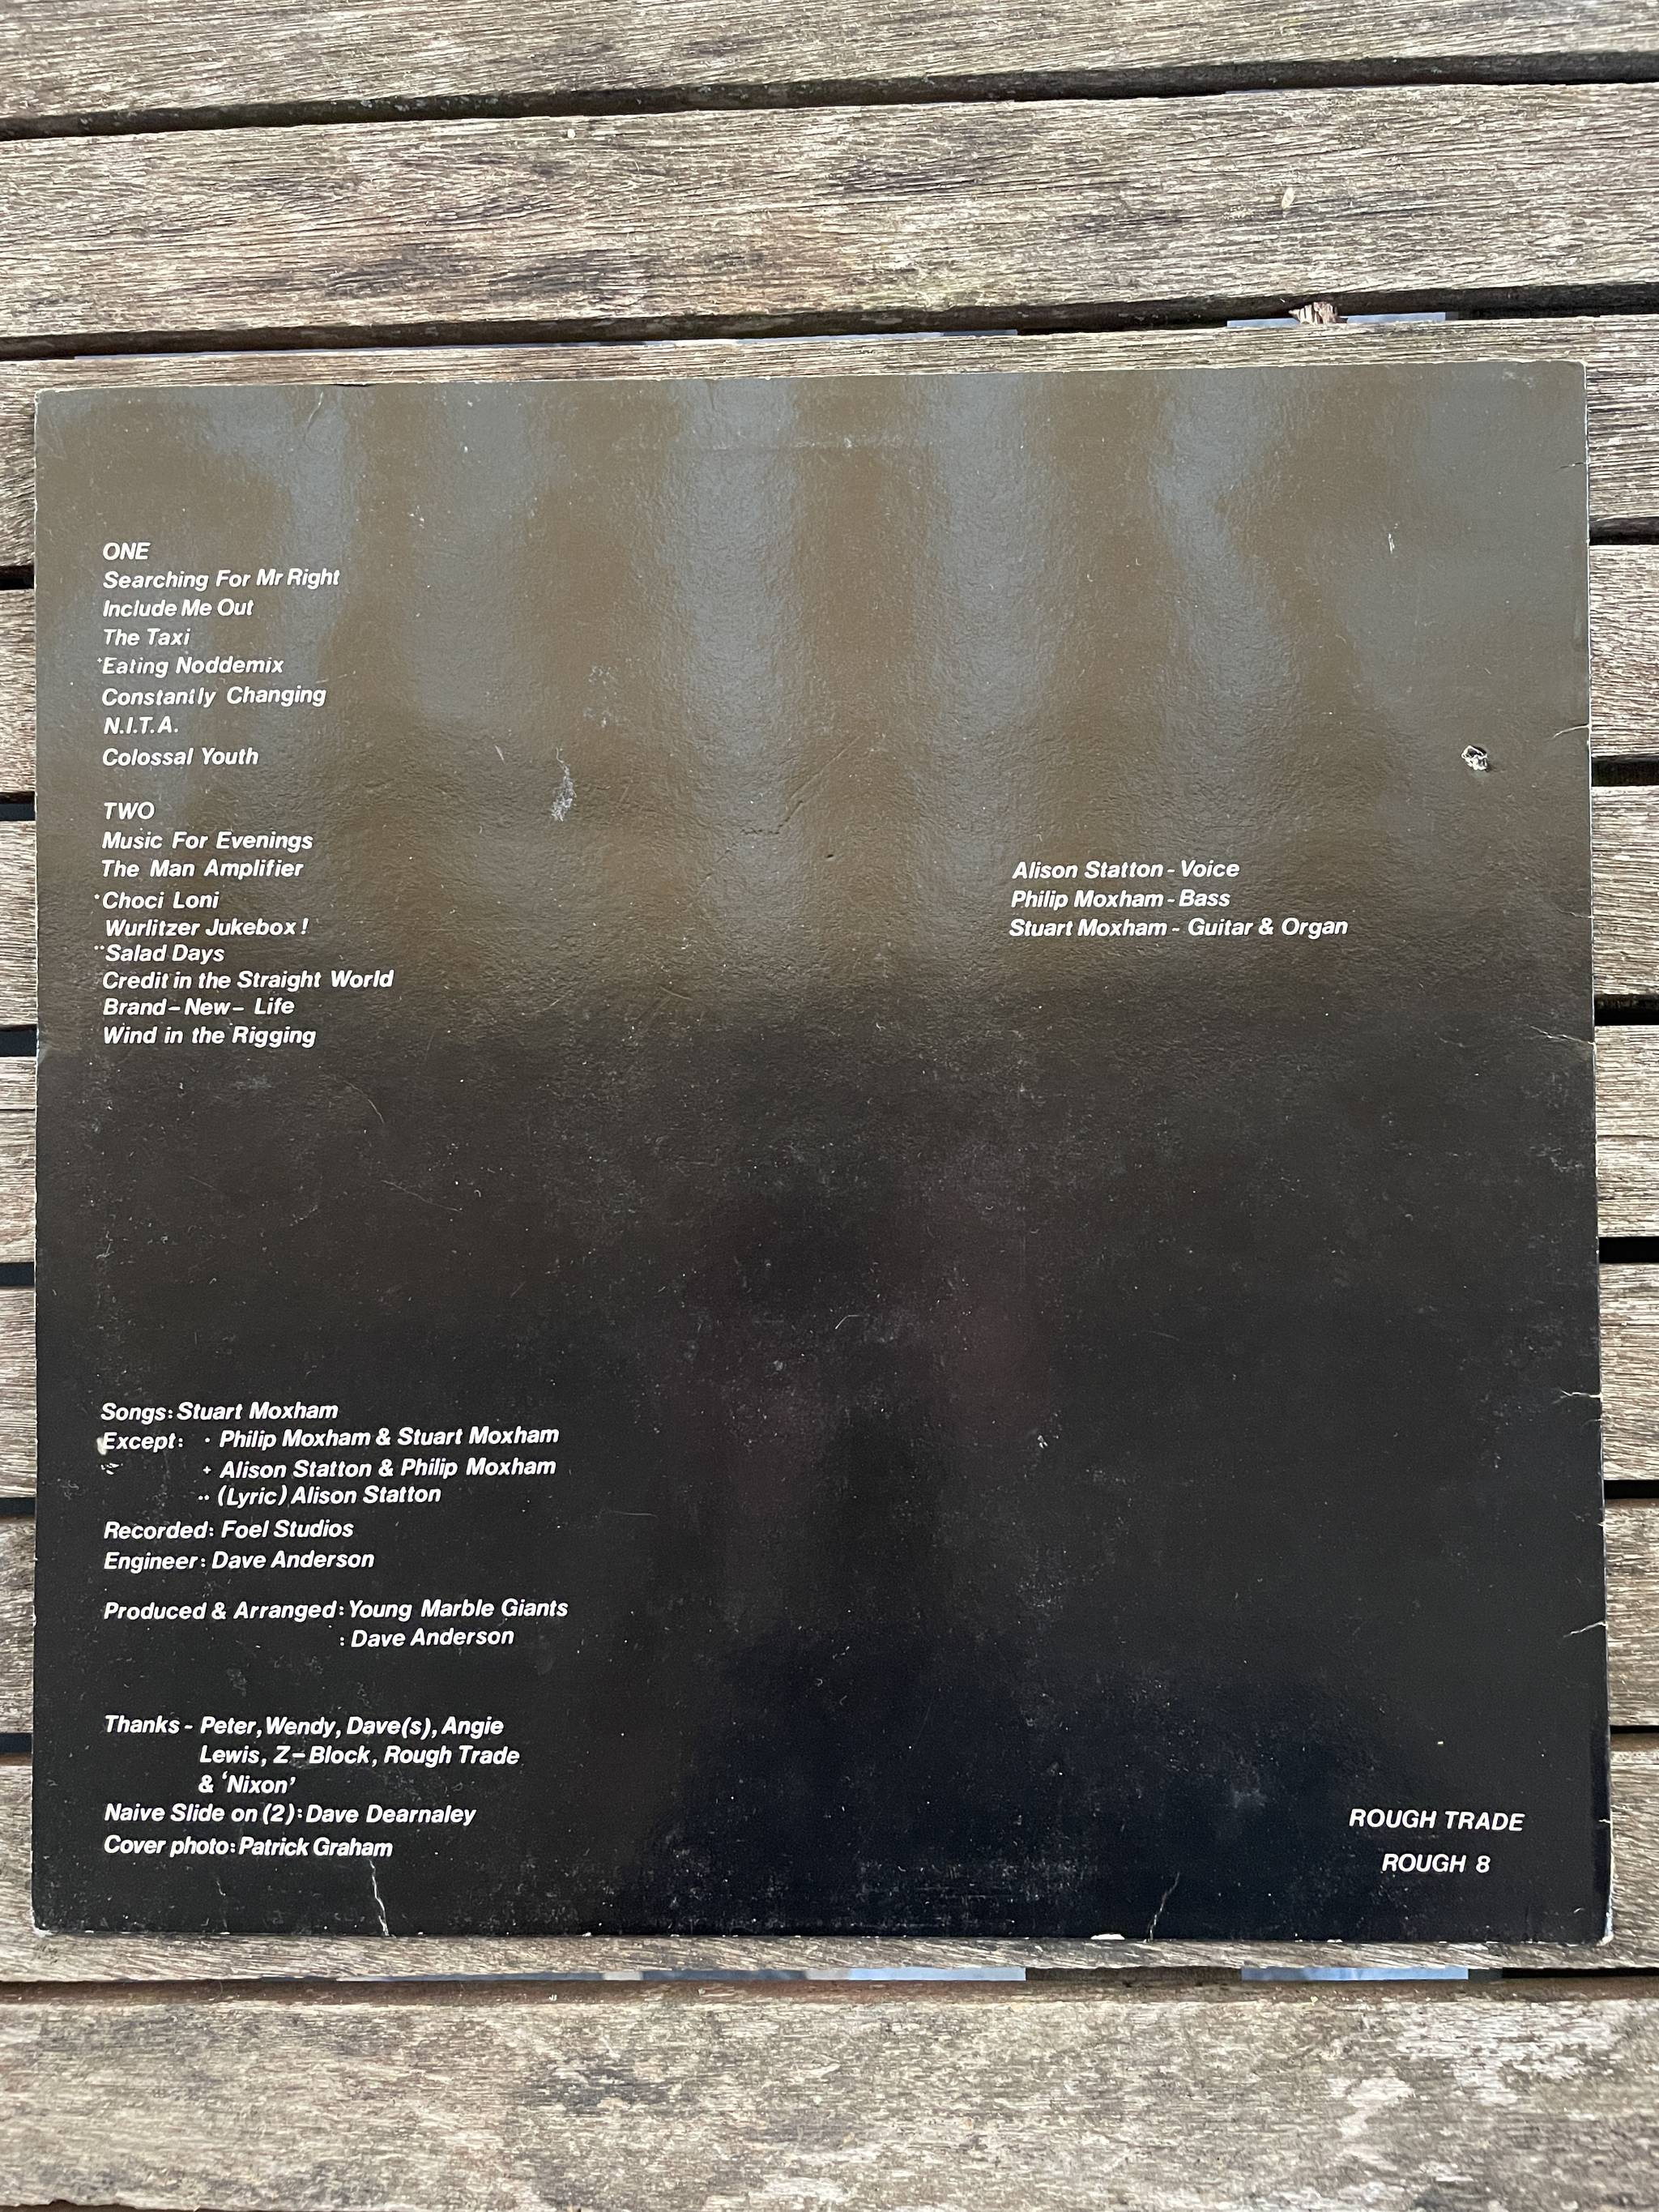 ONE
Searching For Mr Right
Include Me Out
The Taxi
+Eating Noddemix
Constantly Changing
N.I.T.A.
Colossal Youth
TWO
Music For Evenings
The Man Amplifier
·Choci Loni
Wurlitzer Jukebox!
··Salad Days
Credit in the Straight World
Brand-New- Life
Wind in the Rigging
Alison Statton - Voice
Philip Moxham - Bass
Stuart Moxham - Guitar & Organ
Songs: Stuart Moxham
Except: · Philip Moxham & Stuart Moxham
+ Alison Statton & Philip Moxham
·· (Lyric) Alison Statton
Recorded: Foel Studios
Engineer: Dave Anderson
Produced & Arranged: Young Marble Giants
: Dave Anderson
Thanks - Peter, Wendy, Dave(s), Angie
Lewis, Z-Block, Rough Trade
& ‘Nixon’
Naive Slide on (2): Dave Dearnaley
Cover photo: Patrick Graham
ROUGH TRADE
ROUGH 8